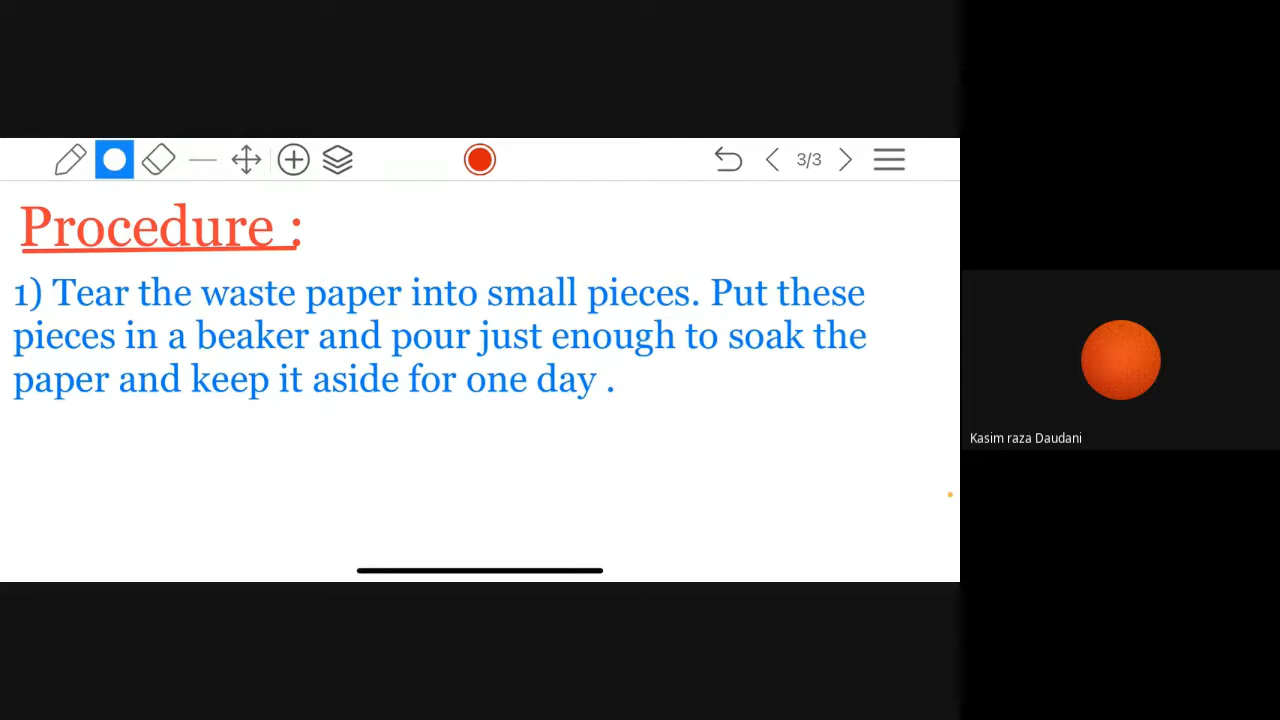 3/3
Procedure :
1) Tear the waste paper into small pieces. Put these
pieces in a beaker and pour just enough to soak the
paper and keep it aside for one day .
Kasim raza Daudani